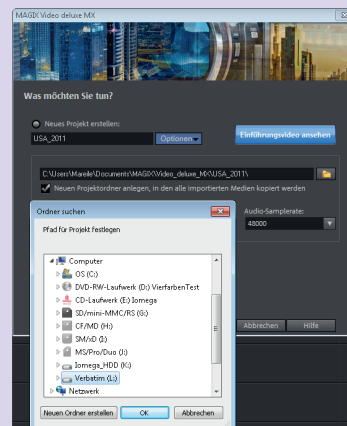 MAGIX Video deluxe MX
Was möchten Sie tun?
Neues Projekt erstellen:
USA_2011
Optionen
Einführungsvideo ansehen
C:\Users\Mareile\Documents\MAGIX\Video_deluxe_MX\USA_2011\
Neuen Projektordner anlegen, in den alle importierten Medien kopiert werden
Ordner suchen
Pfad für Projekt festlegen
Audio-Samplerate:
48000
Computer
OS (C:)
DVD-RW-Laufwerk (D:) VierfarbenTest
CD-Laufwerk (E:) Iomega
SD/mini-MMC/RS (G:)
CF/MD (H:)
SM/xD (I:)
MS/Pro/Duo (J:)
Iomega_HDD (K:)
Verbatim (L:)
Netzwerk
Abbrechen
Hilfe
Neuen Ordner erstellen
OK
Abbrechen